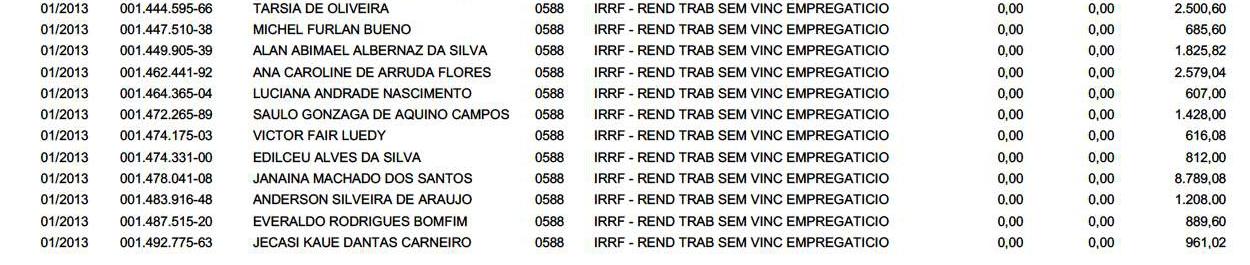 01/2013 001.444.595-66 TARSIA DE OLIVEIRA 0588 IRRF - REND TRAB SEM VINC EMPREGATICIO 0,00 0,00 2.500,60
01/2013 001.447.510-38 MICHEL FURLAN BUENO 0588 IRRF - REND TRAB SEM VINC EMPREGATICIO 0,00 0,00 685,60
01/2013 001.449.905-39 ALAN ABIMAEL ALBERNAZ DA SILVA 0588 IRRF - REND TRAB SEM VINC EMPREGATICIO 0,00 0,00 1.825,82
01/2013 001.462.441-92 ANA CAROLINE DE ARRUDA FLORES 0588 IRRF - REND TRAB SEM VINC EMPREGATICIO 0,00 0,00 2.579,04
01/2013 001.464.365-04 LUCIANA ANDRADE NASCIMENTO 0588 IRRF - REND TRAB SEM VINC EMPREGATICIO 0,00 0,00 607,00
01/2013 001.472.265-89 SAULO GONZAGA DE AQUINO CAMPOS 0588 IRRF - REND TRAB SEM VINC EMPREGATICIO 0,00 0,00 1.428,00
01/2013 001.474.175-03 VICTOR FAIR LUEDY 0588 IRRF - REND TRAB SEM VINC EMPREGATICIO 0,00 0,00 616,08
01/2013 001.474.331-00 EDILCEU ALVES DA SILVA 0588 IRRF - REND TRAB SEM VINC EMPREGATICIO 0,00 0,00 812,00
01/2013 001.478.041-08 JANAINA MACHADO DOS SANTOS 0588 IRRF - REND TRAB SEM VINC EMPREGATICIO 0,00 0,00 8.789,08
01/2013 001.483.916-48 ANDERSON SILVEIRA DE ARAUJO 0588 IRRF - REND TRAB SEM VINC EMPREGATICIO 0,00 0,00 1.208,00
01/2013 001.487.515-20 EVERALDO RODRIGUES BOMFIM 0588 IRRF - REND TRAB SEM VINC EMPREGATICIO 0,00 0,00 889,60
01/2013 001.492.775-63 JECASI KAUE DANTAS CARNEIRO 0588 IRRF - REND TRAB SEM VINC EMPREGATICIO 0,00 0,00 961,02